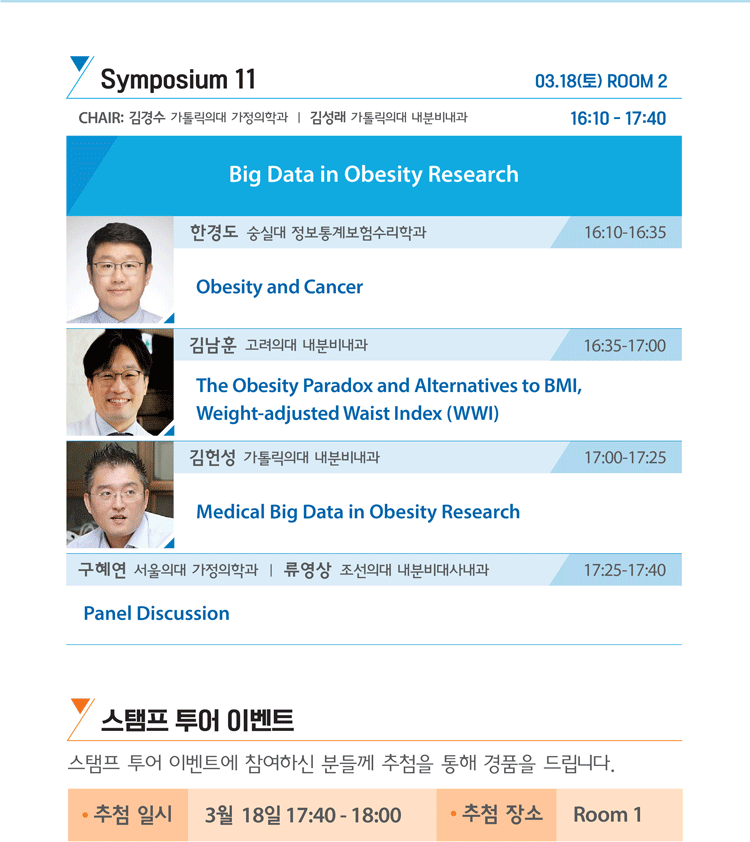 Symposium 11
03.18(토) ROOM 2
CHAIR: 김경수 가톨릭의대 가정의학과 | 김성래 가톨릭의대 내분비내과
16:10 - 17:40
Big Data in Obesity Research
한경도 숭실대 정보통계보험수리학과
16:10-16:35
Obesity and Cancer
김남훈 고려의대 내분비내과
16:35-17:00
The Obesity Paradox and Alternatives to BMI,
Weight-adjusted Waist Index (WWI)
김헌성 가톨릭의대 내분비내과
17:00-17:25
Medical Big Data in Obesity Research
구혜연 서울의대 가정의학과 | 류영상 조선의대 내분비대사내과
17:25-17:40
Panel Discussion
스탬프 투어 이벤트
스탬프 투어 이벤트에 참여하신 분들께 추첨을 통해 경품을 드립니다.
• 추첨 일시
3월 18일 17:40 - 18:00
• 추첨 장소
Room 1